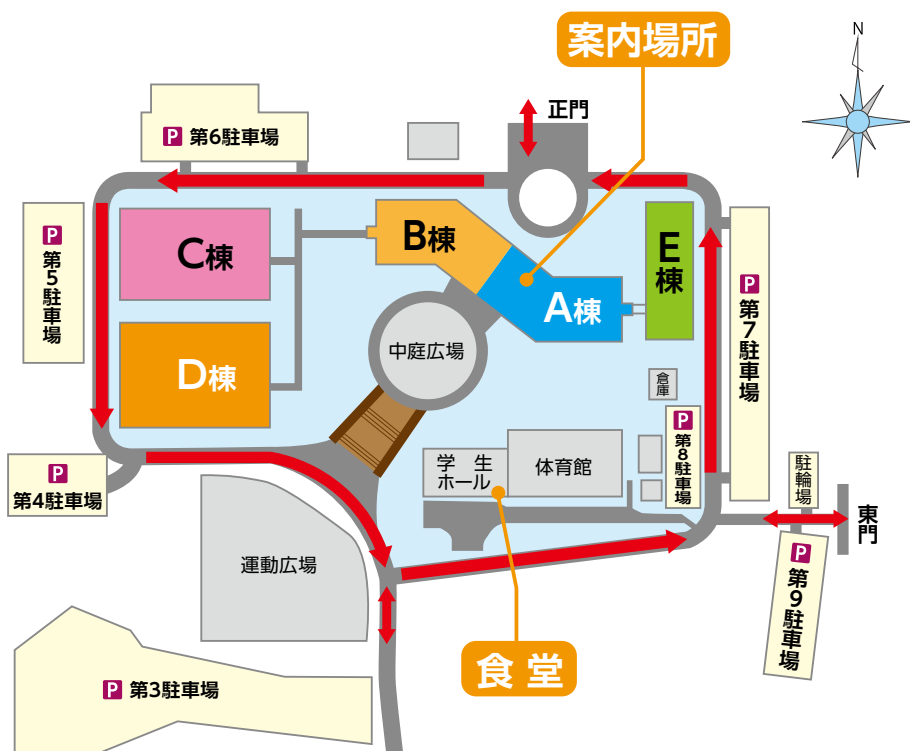 案内場所
N
正門
P 第6駐車場
B棟
C棟
E棟
P 第5駐車場
A棟
P 第7駐車場
中庭広場
D棟
倉庫
P 第8駐車場
学生
ホール
体育館
P
第4駐車場
駐輪場
東門
運動広場
P 第9駐車場
食堂
P 第3駐車場